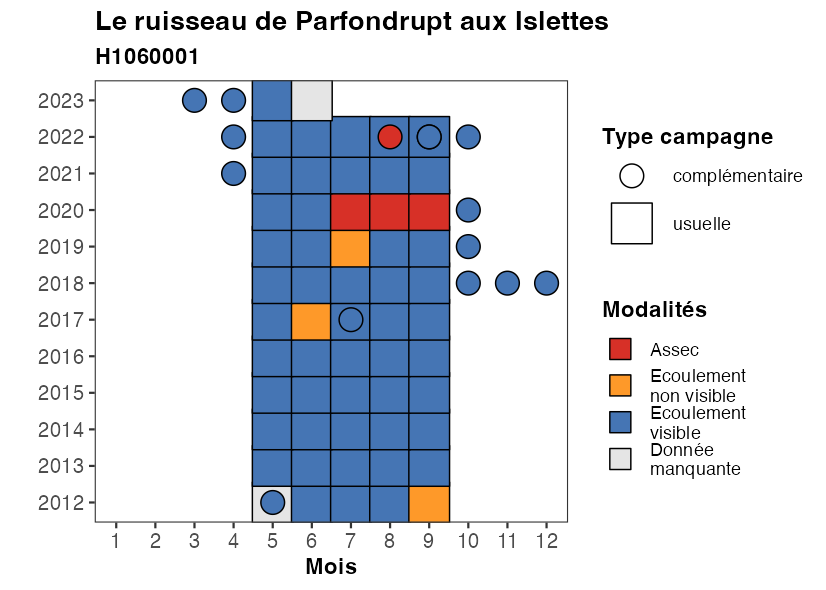 Le ruisseau de Parfondrupt aux Islettes
H1060001
2023
2022
2021
2020
2019
2018
2017
2016
2015
2014
2013
2012
1 2 3 4 5 6 7 8 9 10 11 12
Mois
Type campagne
complémentaire
usuelle
Modalités
Assec
Ecoulement
non visible
Ecoulement
visible
Donnée
manquante